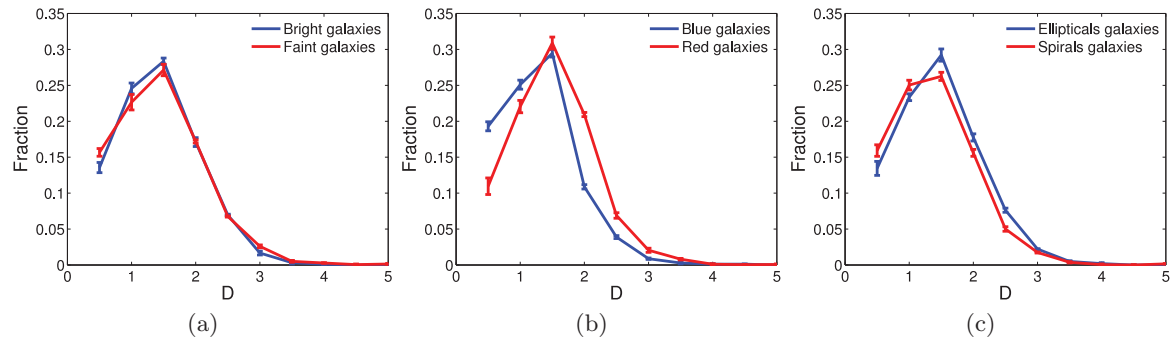 Bright galaxies
Faint galaxies
0.35
0.3
0.25
0.2
0.15
0.1
0.05
0
Fraction
0 1 2 3 4 5
D
(a)
Blue galaxies
Red galaxies
0.35
0.3
0.25
0.2
0.15
0.1
0.05
0
Fraction
0 1 2 3 4 5
D
(b)
Ellipticals galaxies
Spirals galaxies
0.35
0.3
0.25
0.2
0.15
0.1
0.05
0
Fraction
0 1 2 3 4 5
D
(c)